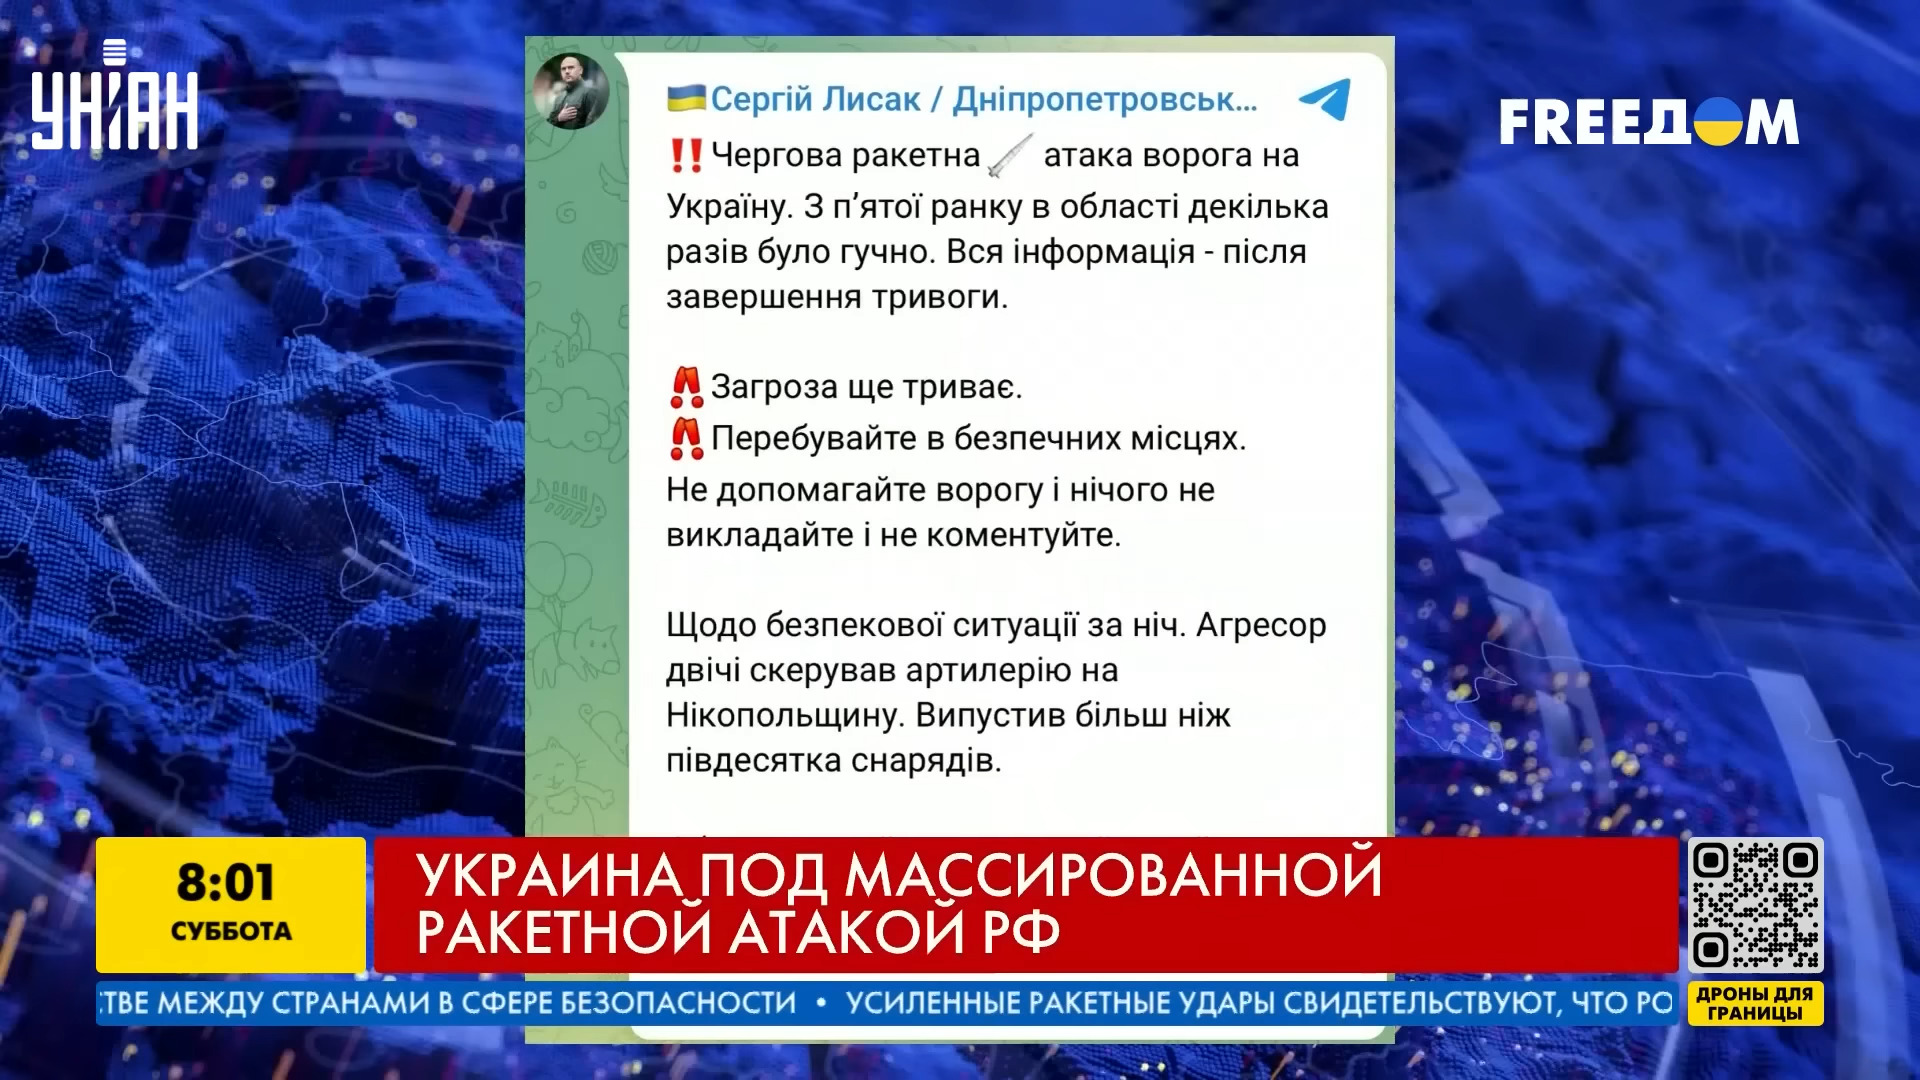 УНІАН
FREEДOM
Сергій Лисак / Дніпропетровськ...
‼️Чергова ракетна атака ворога на
Україну. З п’ятої ранку в області декілька
разів було гучно. Вся інформація - після
завершення тривоги.
Загроза ще триває.
Перебувайте в безпечних місцях.
Не допомагайте ворогу і нічого не
викладайте і не коментуйте.
Щодо безпекової ситуації за ніч. Агресор
двічі скерував артилерію на
Нікопольщину. Випустив більш ніж
півдесятка снарядів.
8:01
СУББОТА
УКРАИНА ПОД МАССИРОВАННОЙ
РАКЕТНОЙ АТАКОЙ РФ
СТВЕ МЕЖДУ СТРАНАМИ В СФЕРЕ БЕЗОПАСНОСТИ • УСИЛЕННЫЕ РАКЕТНЫЕ УДАРЫ СВИДЕТЕЛЬСТВУЮТ, ЧТО РО
ДРОНЫ ДЛЯ
ГРАНИЦЫ